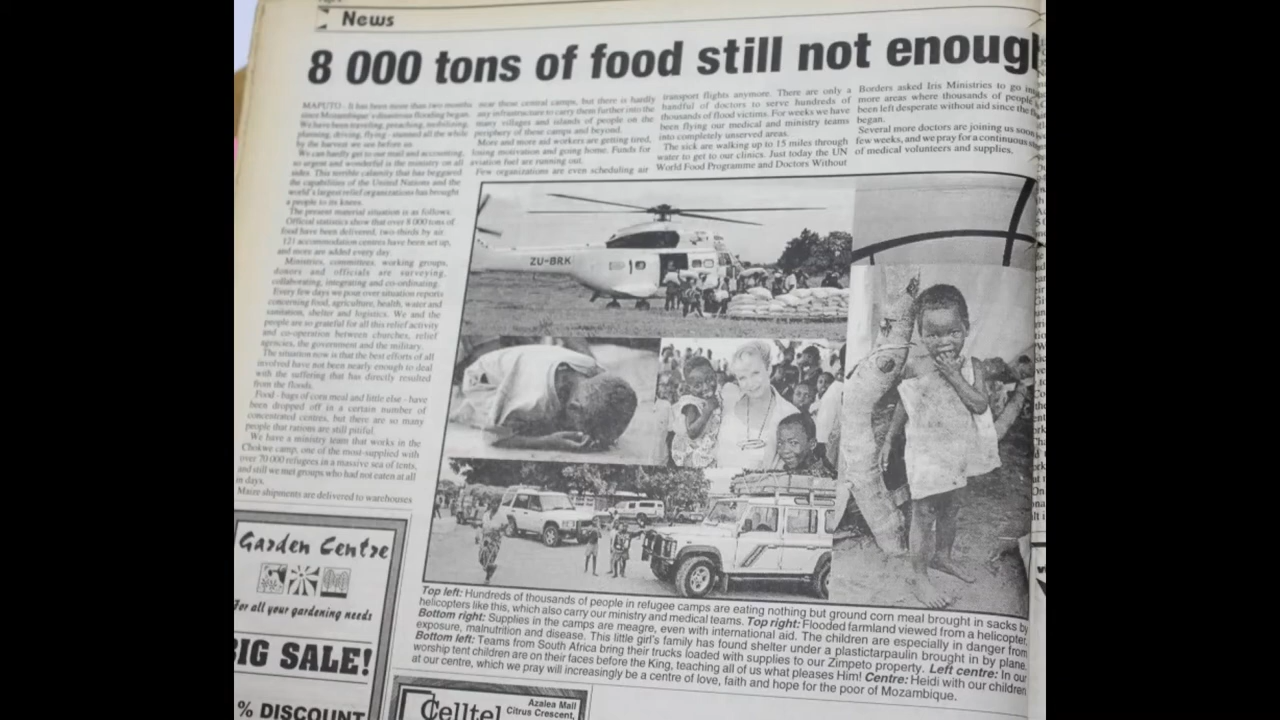 News
8 000 tons of food still not enoug
MAPUTO - It has been more than two months
since Mozambique's disastrous flooding began.
We have been traveling, preaching, mobilizing,
planning, driving, flying - stunned all the while
by the harvest we see before us.
We can hardly get to our mail and accounting,
so urgent and wonderful is the ministry on all
sides. This terrible calamity that has beggared
the capabilities of the United Nations and the
world's largest relief organizations has brought
a people to its knees.
The present material situation is as follows:
Official statistics show that over 8 000 tons of
food have been delivered, two-thirds by air.
121 accommodation centres have been set up,
and more are added every day.
Ministries, committees, working groups,
donors and officials are surveying,
collaborating, integrating and co-ordinating.
Every few days we pour over situation reports
concerning food, agriculture, health, water and
sanitation, shelter and logistics. We and the
people are so grateful for all this relief activity
and co-operation between churches, relief
agencies, the government and the military.
The situation now is that the best efforts of all
involved have not been nearly enough to deal
with the suffering that has directly resulted
from the floods.
Food - bags of corn meal and little else - have
been dropped off in a certain number of
concentrated centres, but there are so many
people that rations are still pitiful.
We have a ministry team that works in the
Chokwe camp, one of the most-supplied with
over 70 000 refugees in a massive sea of tents,
and still we met groups who had not eaten at all
in days.
Maize shipments are delivered to warehouses
near these central camps, but there is hardly
any infrastructure to carry them further into the
many villages and islands of people on the
periphery of these camps and beyond.
More and more aid workers are getting tired,
losing motivation and going home. Funds for
aviation fuel are running out.
Few organizations are even scheduling air
transport flights anymore. There are only a
handful of doctors to serve hundreds of
thousands of flood victims. For weeks we have
been flying our medical and ministry teams
into completely unserved areas.
The sick are walking up to 15 miles through
water to get to our clinics. Just today the UN
World Food Programme and Doctors Without
Borders asked Iris Ministries to go in
more areas where thousands of people
been left desperate without aid since the
began.
Several more doctors are joining us soon
few weeks, and we pray for a continuous
of medical volunteers and supplies.
ZU-BRK
Top left: Hundreds of thousands of people in refugee camps are eating nothing but ground corn meal brought in sacks by
helicopters like this, which also carry our ministry and medical teams. Top right: Flooded farmland viewed from a helicopter.
Bottom right: Supplies in the camps are meagre, even with international aid. The children are especially in danger from
exposure, malnutrition and disease. This little girl's family has found shelter under a plastictarpaulin brought in by plane.
Bottom left: Teams from South Africa bring their trucks loaded with supplies to our Zimpeto property. Left centre: In our
worship tent children are on their faces before the King, teaching all of us what pleases Him! Centre: Heidi with our children
at our centre, which we pray will increasingly be a centre of love, faith and hope for the poor of Mozambique.
Garden Centre
For all your gardening needs
BIG SALE!
% DISCOUNT
Celltel
Azalea Mall
Citrus Crescent,